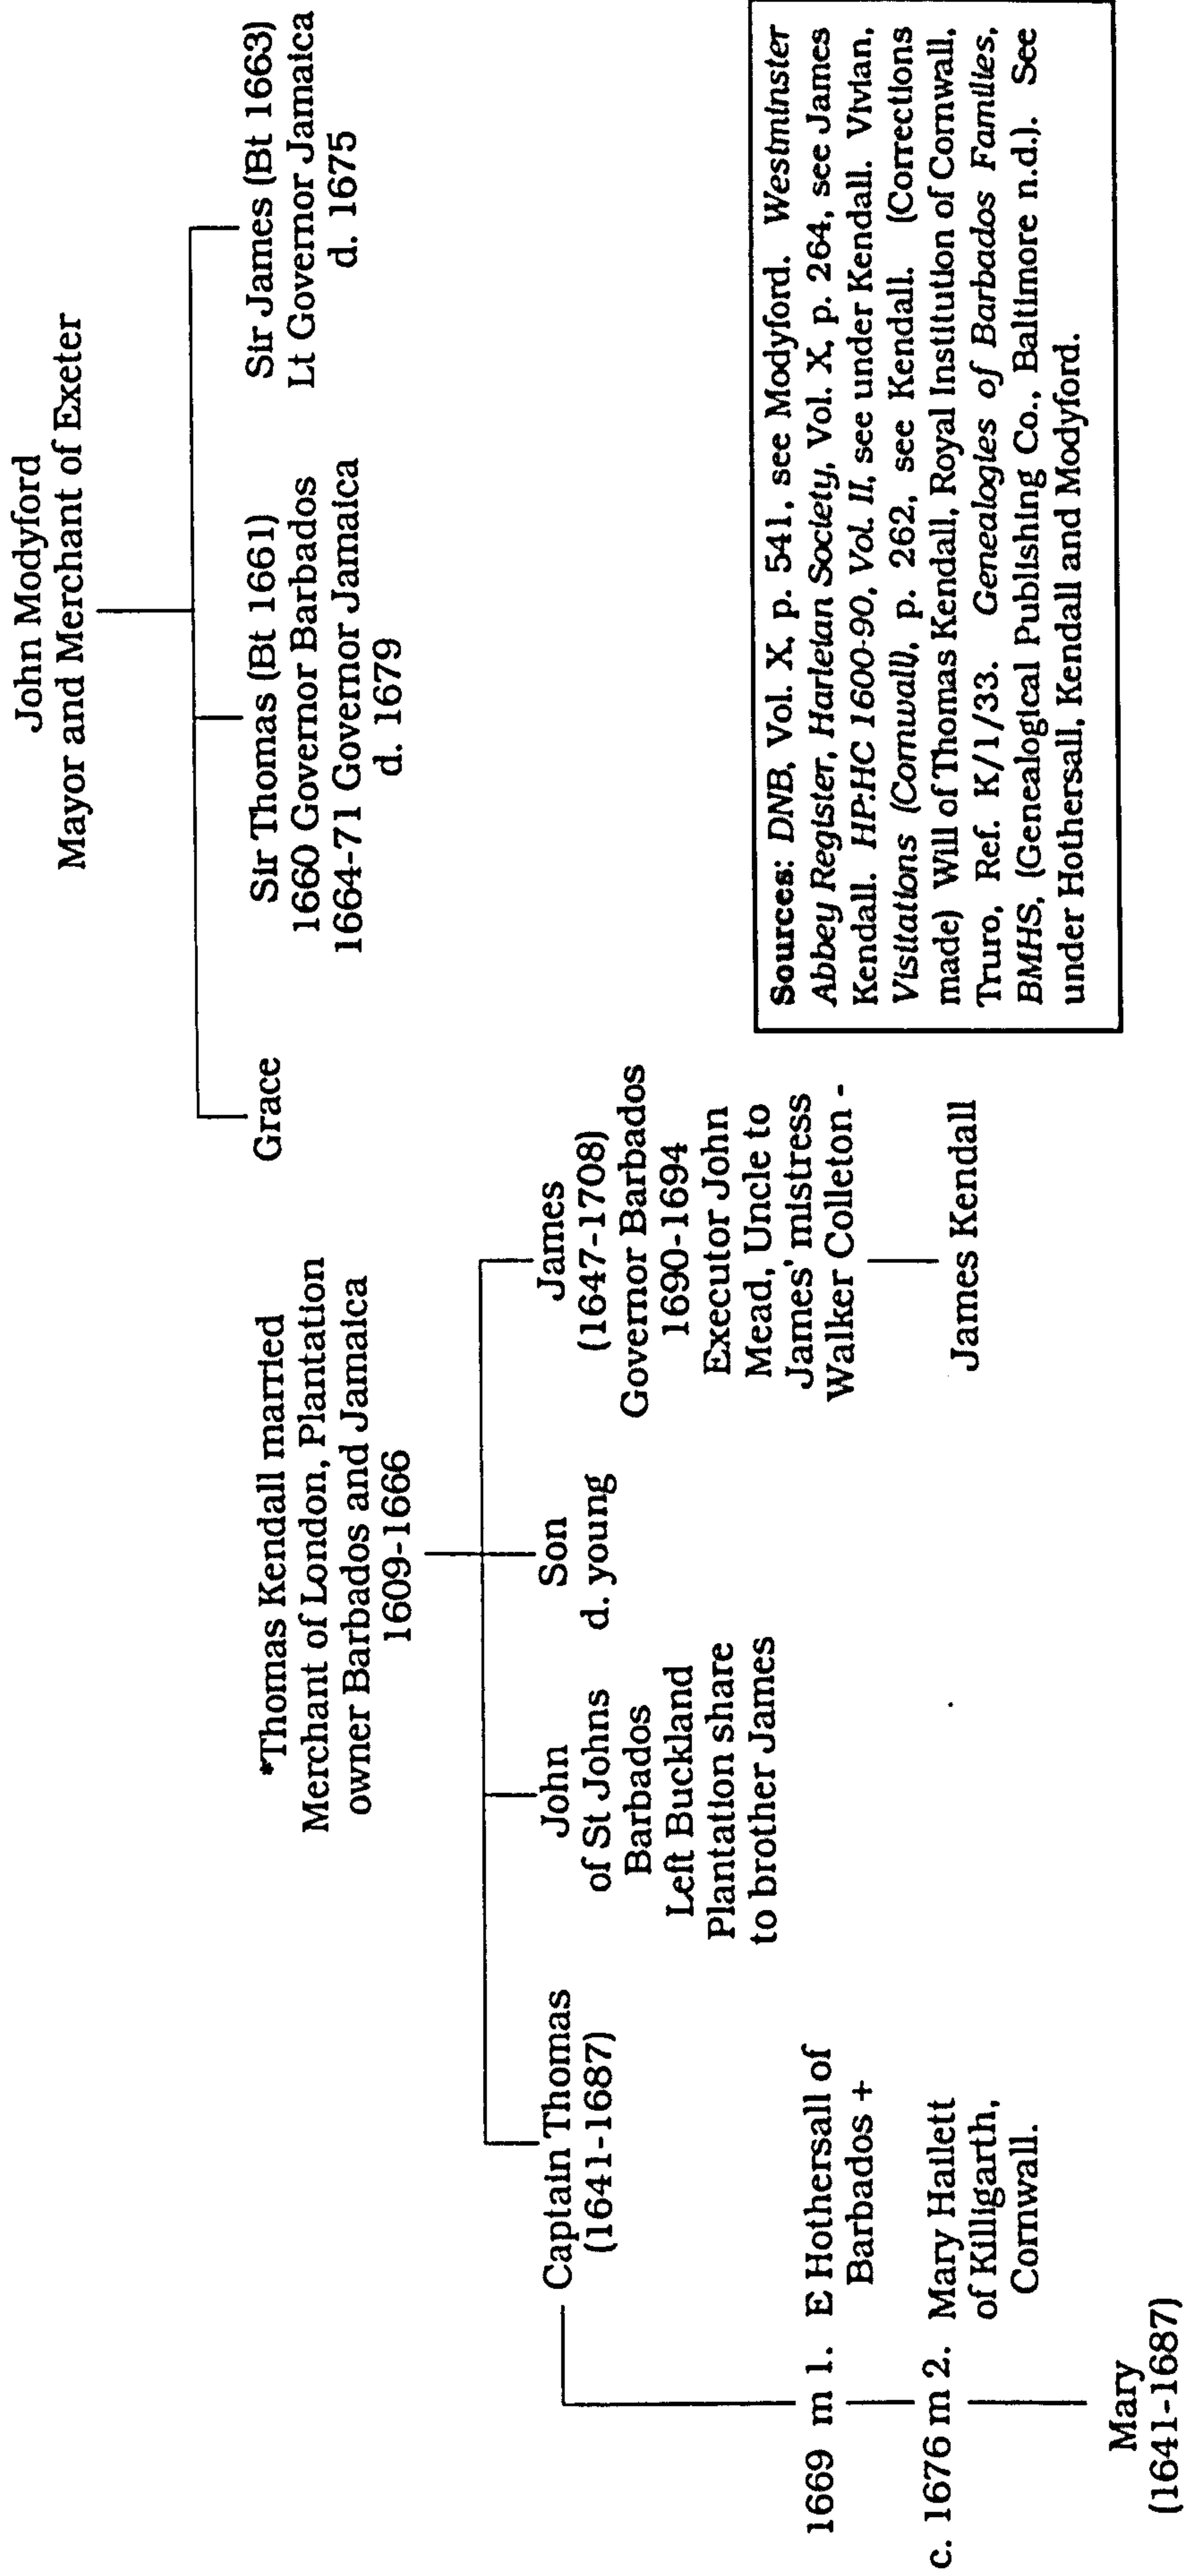 John Modyford
Mayor and Merchant of Exeter
Grace
Sir Thomas (Bt 1661)
1660 Governor Barbados
1664-71 Governor Jamaica
d. 1679
Sir James (Bt 1663)
Lt Governor Jamaica
d. 1675
*Thomas Kendall married
Merchant of London, Plantation
owner Barbados and Jamaica
1609-1666
Captain Thomas
(1641-1687)
John
of St Johns
Barbados
Left Buckland
Plantation share
to brother James
Son
d. young
James
(1647-1708)
Governor Barbados
1690-1694
Executor John
Mead, Uncle to
James' mistress
Walker Colleton -
James Kendall
1669 m 1. E Hothersall of
Barbados +
c. 1676 m 2. Mary Hallett
of Killigarth,
Cornwall.
Mary
(1641-1687)
Sources: DNB, Vol. X, p. 541, see Modyford. Westminster
Abbey Register, Harleian Society, Vol. X, p. 264, see James
Kendall. HP:HC 1600-90, Vol. II, see under Kendall. Vivian,
Visitations (Cornwall), p. 262, see Kendall. (Corrections
made) Will of Thomas Kendall, Royal Institution of Cornwall,
Truro, Ref. K/1/33. Genealogies of Barbados Families,
BMHS, (Genealogical Publishing Co., Baltimore n.d.). See
under Hothersall, Kendall and Modyford.